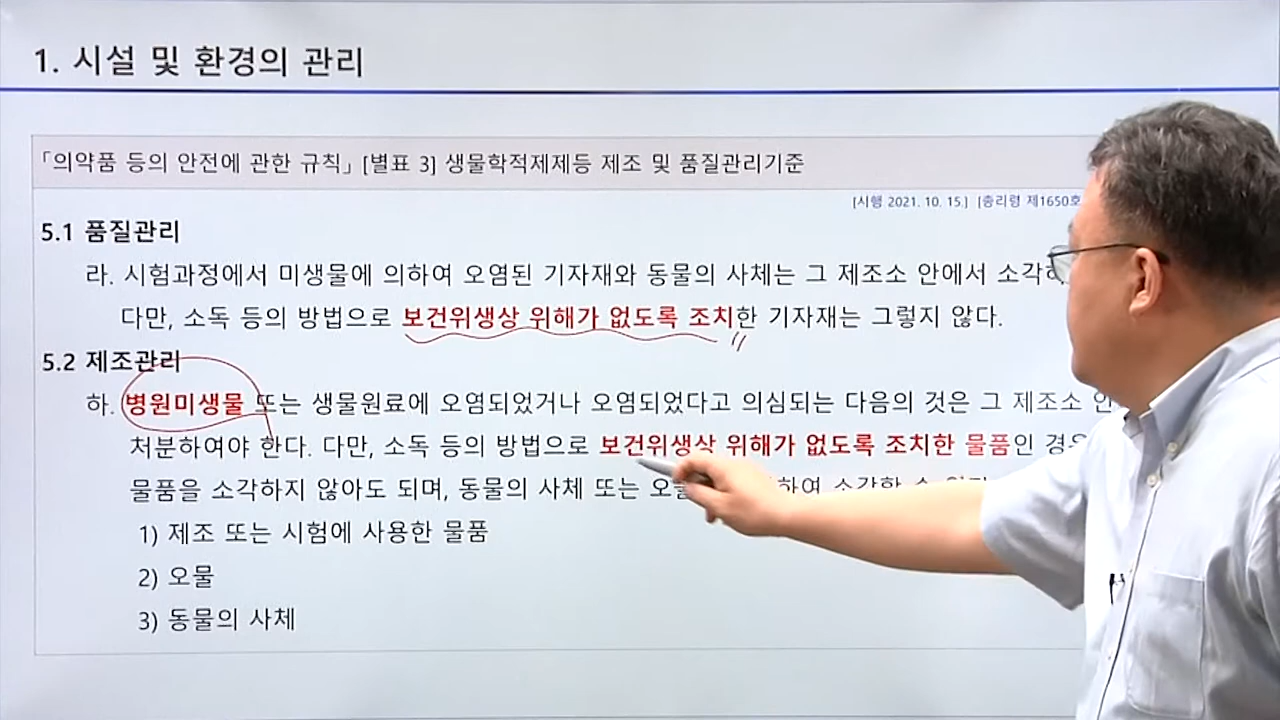 1. 시설 및 환경의 관리
「의약품 등의 안전에 관한 규칙」 [별표 3] 생물학적제제등 제조 및 품질관리기준
[시행 2021. 10. 15.] [총리령 제1650호
5.1 품질관리
라. 시험과정에서 미생물에 의하여 오염된 기자재와 동물의 사체는 그 제조소 안에서
다만, 소독 등의 방법으로 보건위생상 위해가 없도록 조치한 기자재는 그렇지 않다.
5.2 제조관리
하. 병원미생물 또는 생물원료에 오염되었거나 오염되었다고 의심되는 다음의 것은 그 제조소
처분하여야 한다. 다만, 소독 등의 방법으로 보건위생상 위해가 없도록 조치한 물품인
물품을 소각하지 않아도 되며, 동물의 사체 또는
1) 제조 또는 시험에 사용한 물품
2) 오물
3) 동물의 사체